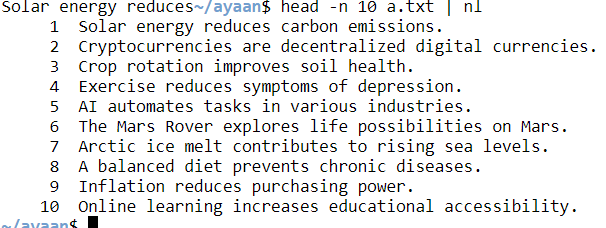 Solar energy reduces~/ayaan$ head -n 10 a.txt | nl
1 Solar energy reduces carbon emissions.
2 Cryptocurrencies are decentralized digital currencies.
3 Crop rotation improves soil health.
4 Exercise reduces symptoms of depression.
5 AI automates tasks in various industries.
6 The Mars Rover explores life possibilities on Mars.
7 Arctic ice melt contributes to rising sea levels.
8 A balanced diet prevents chronic diseases.
9 Inflation reduces purchasing power.
10 Online learning increases educational accessibility.
~/ayaan$